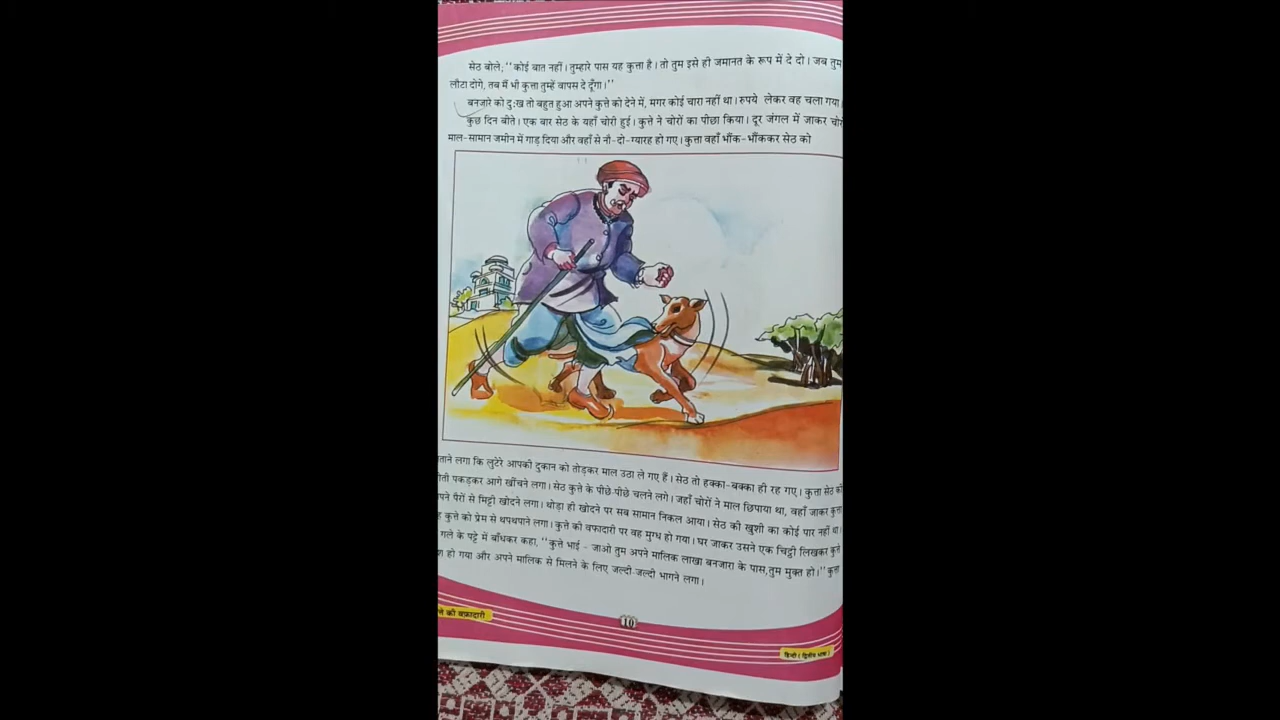 सेठ बोले, ''कोई बात नहीं। तुम्हारे पास यह कुत्ता है। तो तुम इसे ही जमानत के रूप में दे दो। जब तुम
लौटा दोगे, तब मैं भी कुत्ता तुम्हें वापस दे दूँगा।''
बनजारे को दुःख तो बहुत हुआ अपने कुत्ते को देने में, मगर कोई चारा नहीं था। रुपये लेकर वह चला गया।
कुछ दिन बीते। एक बार सेठ के यहाँ चोरी हुई। कुत्ते ने चोरों का पीछा किया। दूर जंगल में जाकर
माल-सामान जमीन में गाड़ दिया और वहाँ से नौ-दो-ग्यारह हो गए। कुत्ता वहाँ भौंक-भौंककर सेठ को
लगा कि लुटेरे आपकी दुकान को तोड़कर माल उठा ले गए हैं। सेठ तो हक्का-बक्का ही रह गए। कुत्ता सेठ
पकड़कर आगे खींचने लगा। सेठ कुत्ते के पीछे-पीछे चलने लगे। जहाँ चोरों ने माल छिपाया था, वहाँ जाकर
पैरों से मिट्टी खोदने लगा। थोड़ा ही खोदने पर सब सामान निकल आया। सेठ की खुशी का कोई पार नहीं था।
कुत्ते को प्रेम से थपथपाने लगा। कुत्ते की वफादारी पर वह मुग्ध हो गया। घर जाकर उसने एक चिट्ठी लिखकर कुत्ते
गले के पट्टे में बाँधकर कहा, ''कुत्ते भाई - जाओ तुम अपने मालिक लाखा बनजारा के पास, तुम मुक्त हो।'' कुत्ता
हो गया और अपने मालिक से मिलने के लिए जल्दी-जल्दी भागने लगा।
की वफ़ादारी
10
हिन्दी (द्वितीय भाषा)